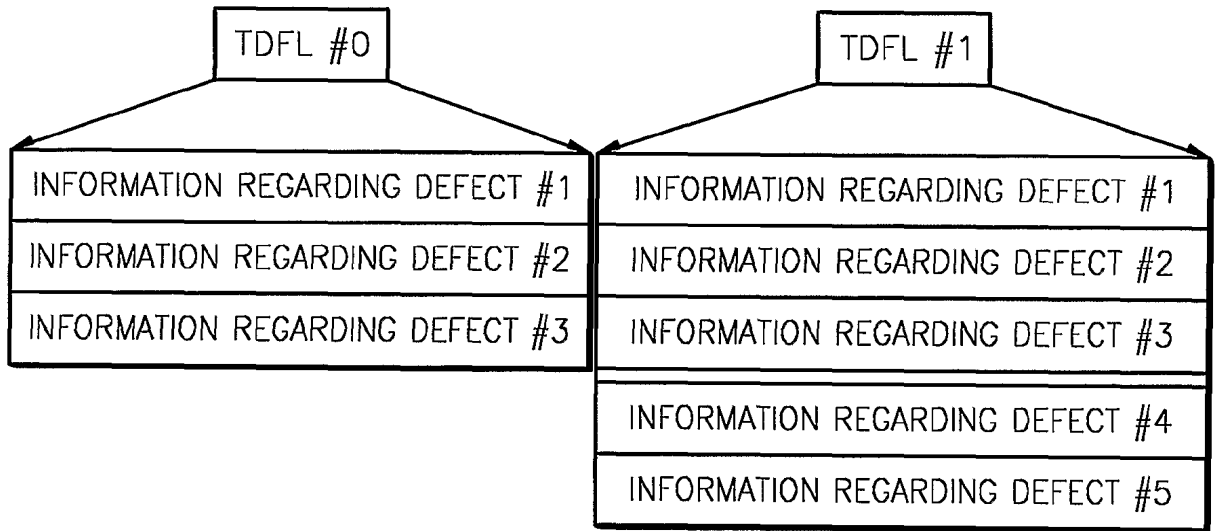 TDFL #0
INFORMATION REGARDING DEFECT #1
INFORMATION REGARDING DEFECT #2
INFORMATION REGARDING DEFECT #3
TDFL #1
INFORMATION REGARDING DEFECT #1
INFORMATION REGARDING DEFECT #2
INFORMATION REGARDING DEFECT #3
INFORMATION REGARDING DEFECT #4
INFORMATION REGARDING DEFECT #5